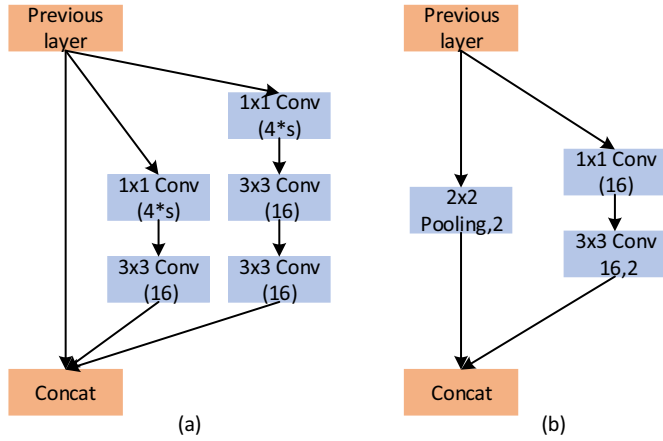 Previous
layer
1x1 Conv
(4*s)
1x1 Conv
(4*s)
3x3 Conv
(16)
3x3 Conv
(16)
3x3 Conv
(16)
Concat
(a)
Previous
layer
1x1 Conv
(16)
2x2
Pooling,2
3x3 Conv
16,2
Concat
(b)